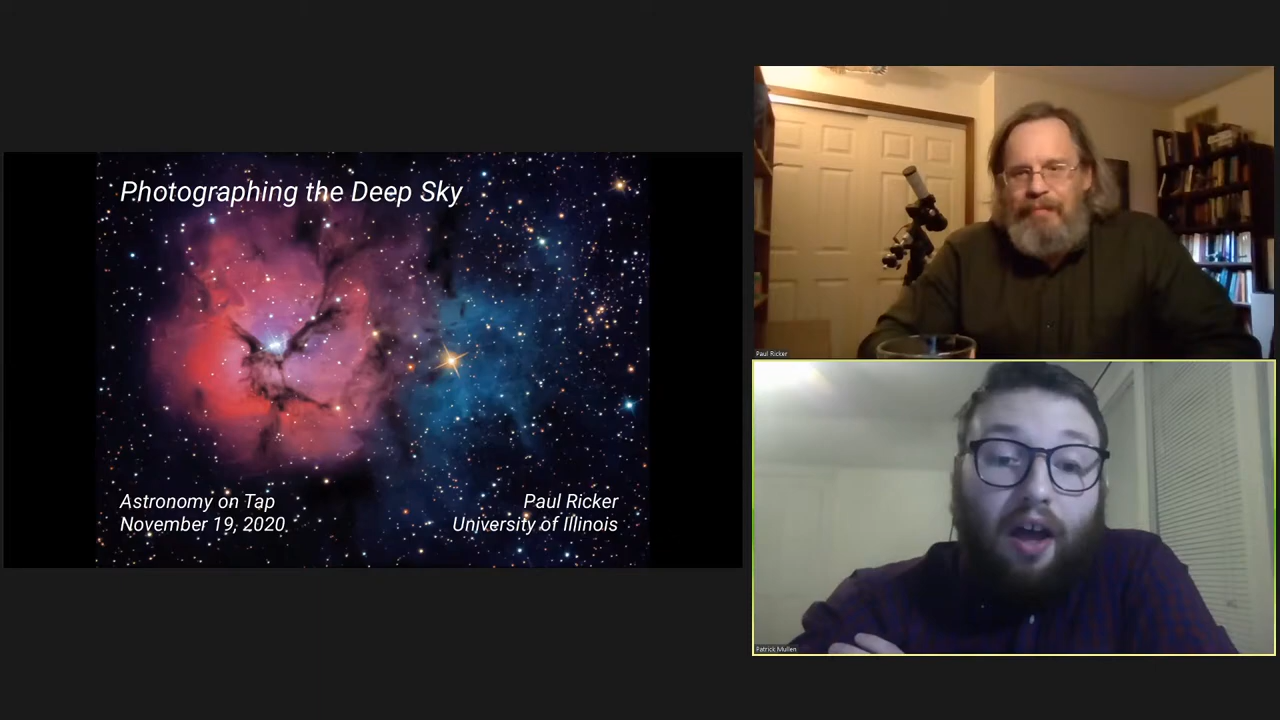 Photographing the Deep Sky
Astronomy on Tap
November 19, 2020
Paul Ricker
University of Illinois
Paul Ricker
Patrick Mullen